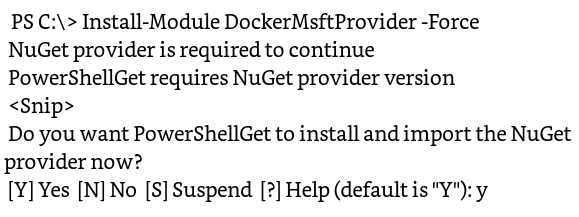 PS C:\> Install-Module DockerMsftProvider -Force
NuGet provider is required to continue
PowerShellGet requires NuGet provider version
<Snip>
Do you want PowerShellGet to install and import the NuGet
provider now?
[Y] Yes [N] No [S] Suspend [?] Help (default is "Y"): y